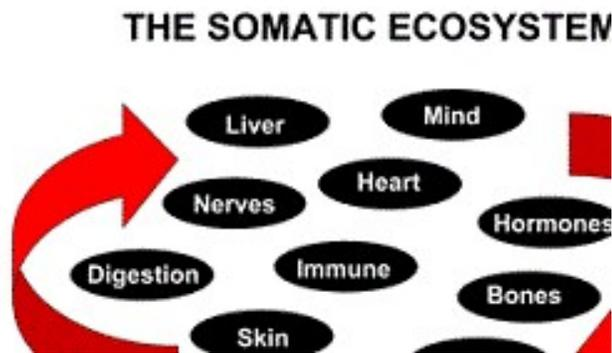 THE SOMATIC ECOSYSTEM
Liver
Mind
Heart
Nerves
Hormones
Immune
Digestion
Bones
Skin